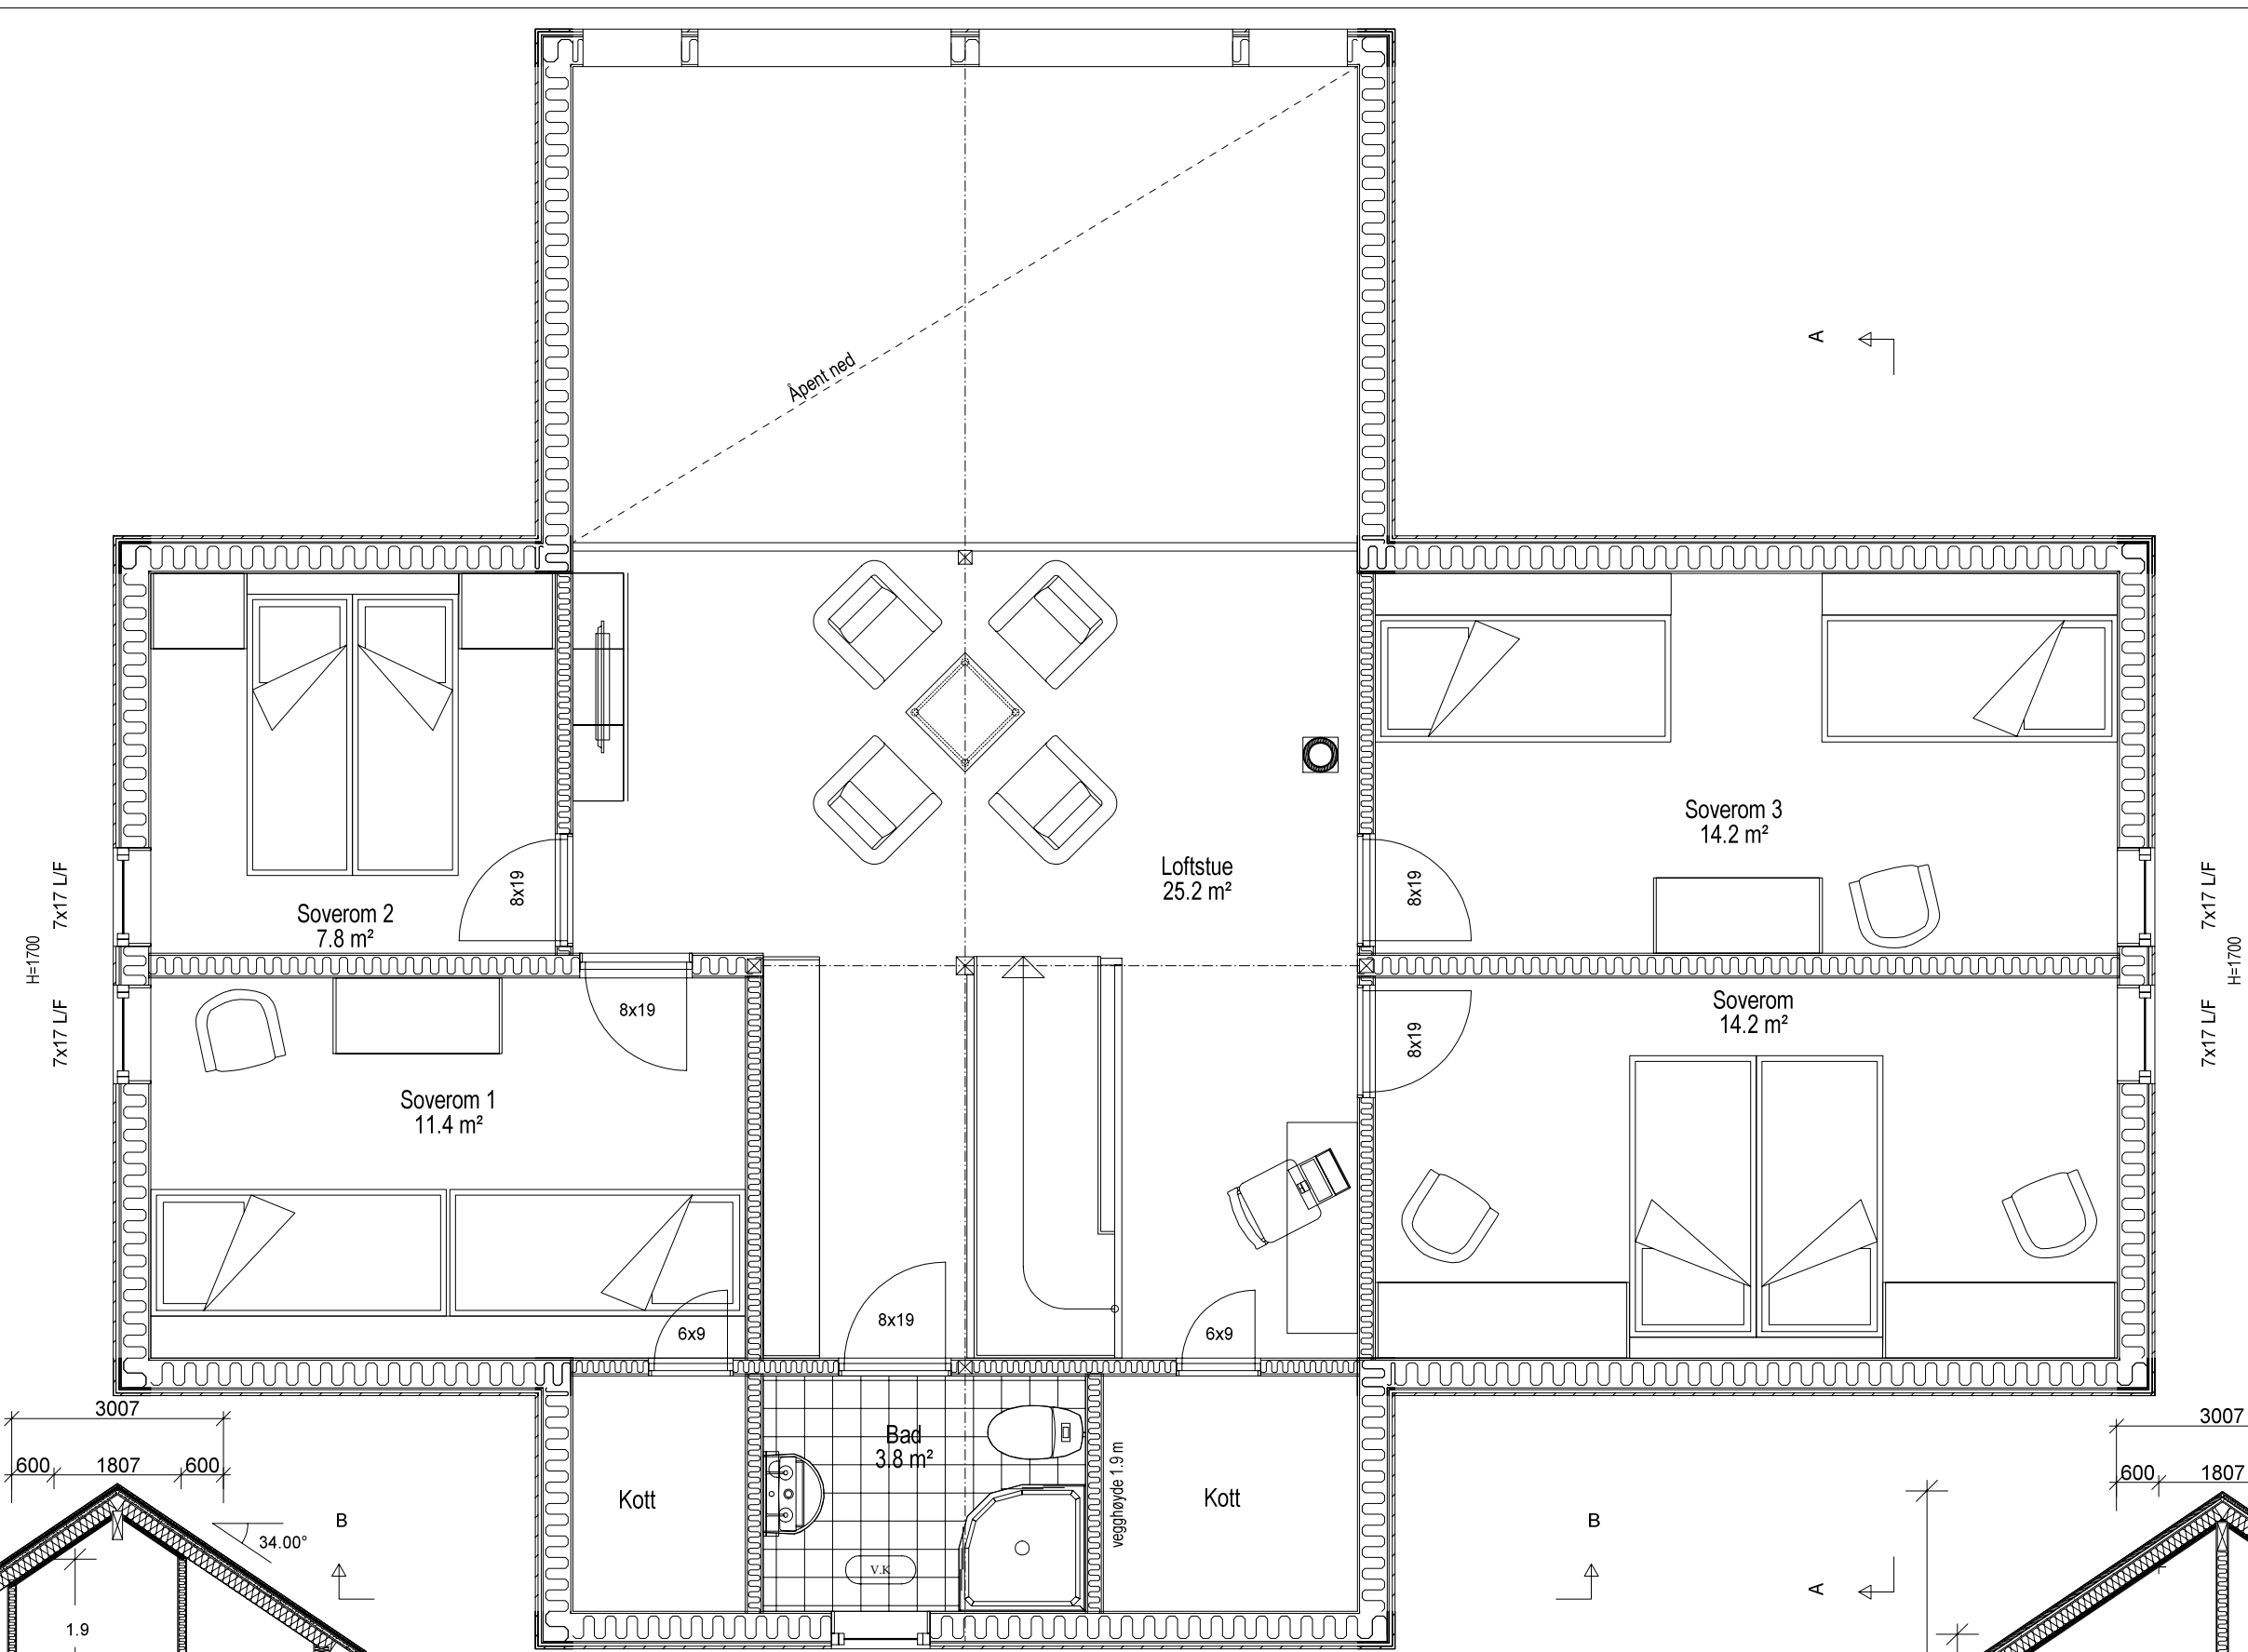 Åpent ned
A
7x17 L/F
H=1700
7x17 L/F
Soverom 2
7.8 m²
8x19
Loftstue
25.2 m²
8x19
Soverom 3
14.2 m²
7x17 L/F
H=1700
7x17 L/F
8x19
Soverom 1
11.4 m²
8x19
Soverom
14.2 m²
6x9
8x19
6x9
3007
600
1807
600
B
34.00°
1.9
Kott
Bad
3.8 m²
V.K
vegghøyde 1.9 m
Kott
B
A
3007
600
1807